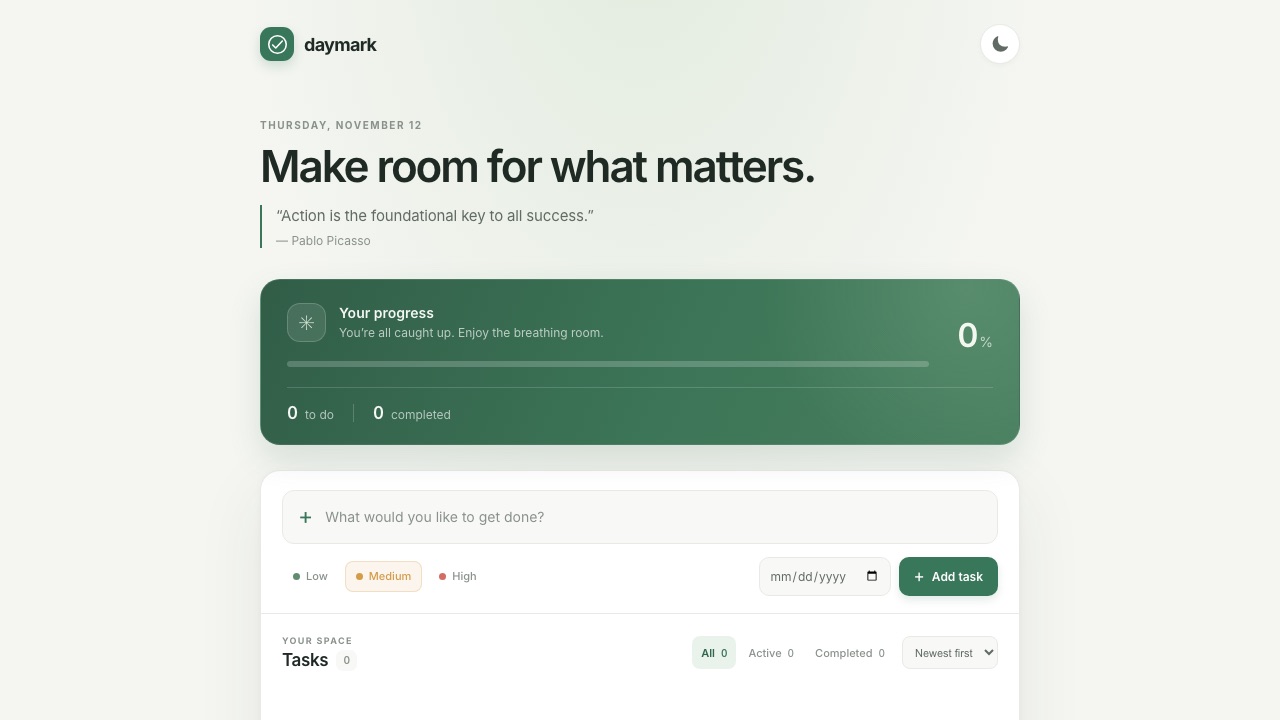 daymark
THURSDAY, NOVEMBER 12
Make room for what matters.
“Action is the foundational key to all success.”
— Pablo Picasso
Your progress
You're all caught up. Enjoy the breathing room.
0%
0 to do
0 completed
+ What would you like to get done?
Low
Medium
High
mm/dd/yyyy
+ Add task
YOUR SPACE
Tasks 0
All 0
Active 0
Completed 0
Newest first